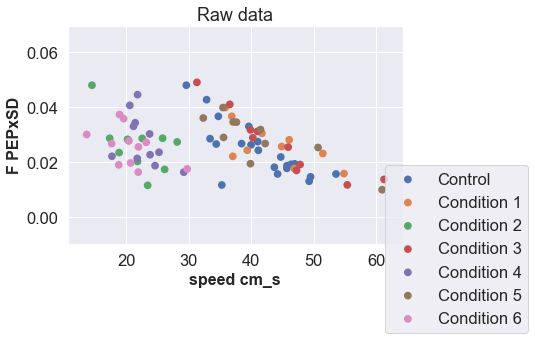 Raw data
0.06
0.04
0.02
0.00
F PEPxSD
20 30 40 50 60
speed cm_s
Control
Condition 1
Condition 2
Condition 3
Condition 4
Condition 5
Condition 6